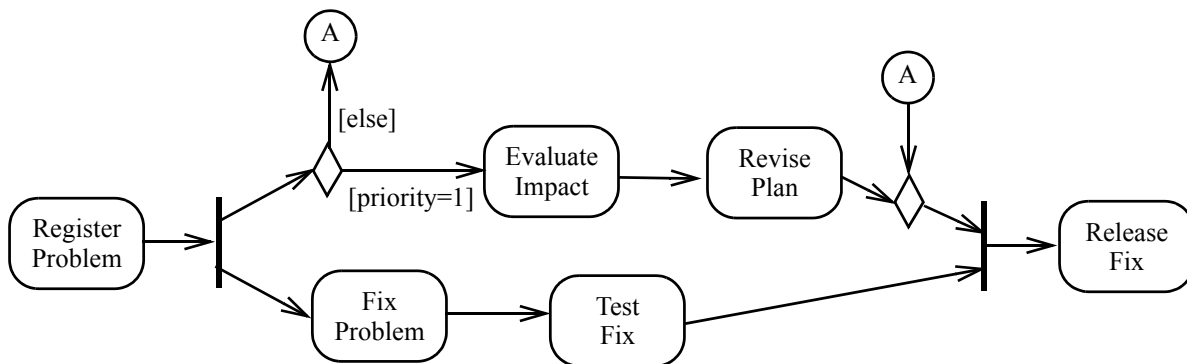 A
[else]
A
Evaluate
Impact
Revise
Plan
[priority=1]
Register
Problem
Release
Fix
Fix
Problem
Test
Fix